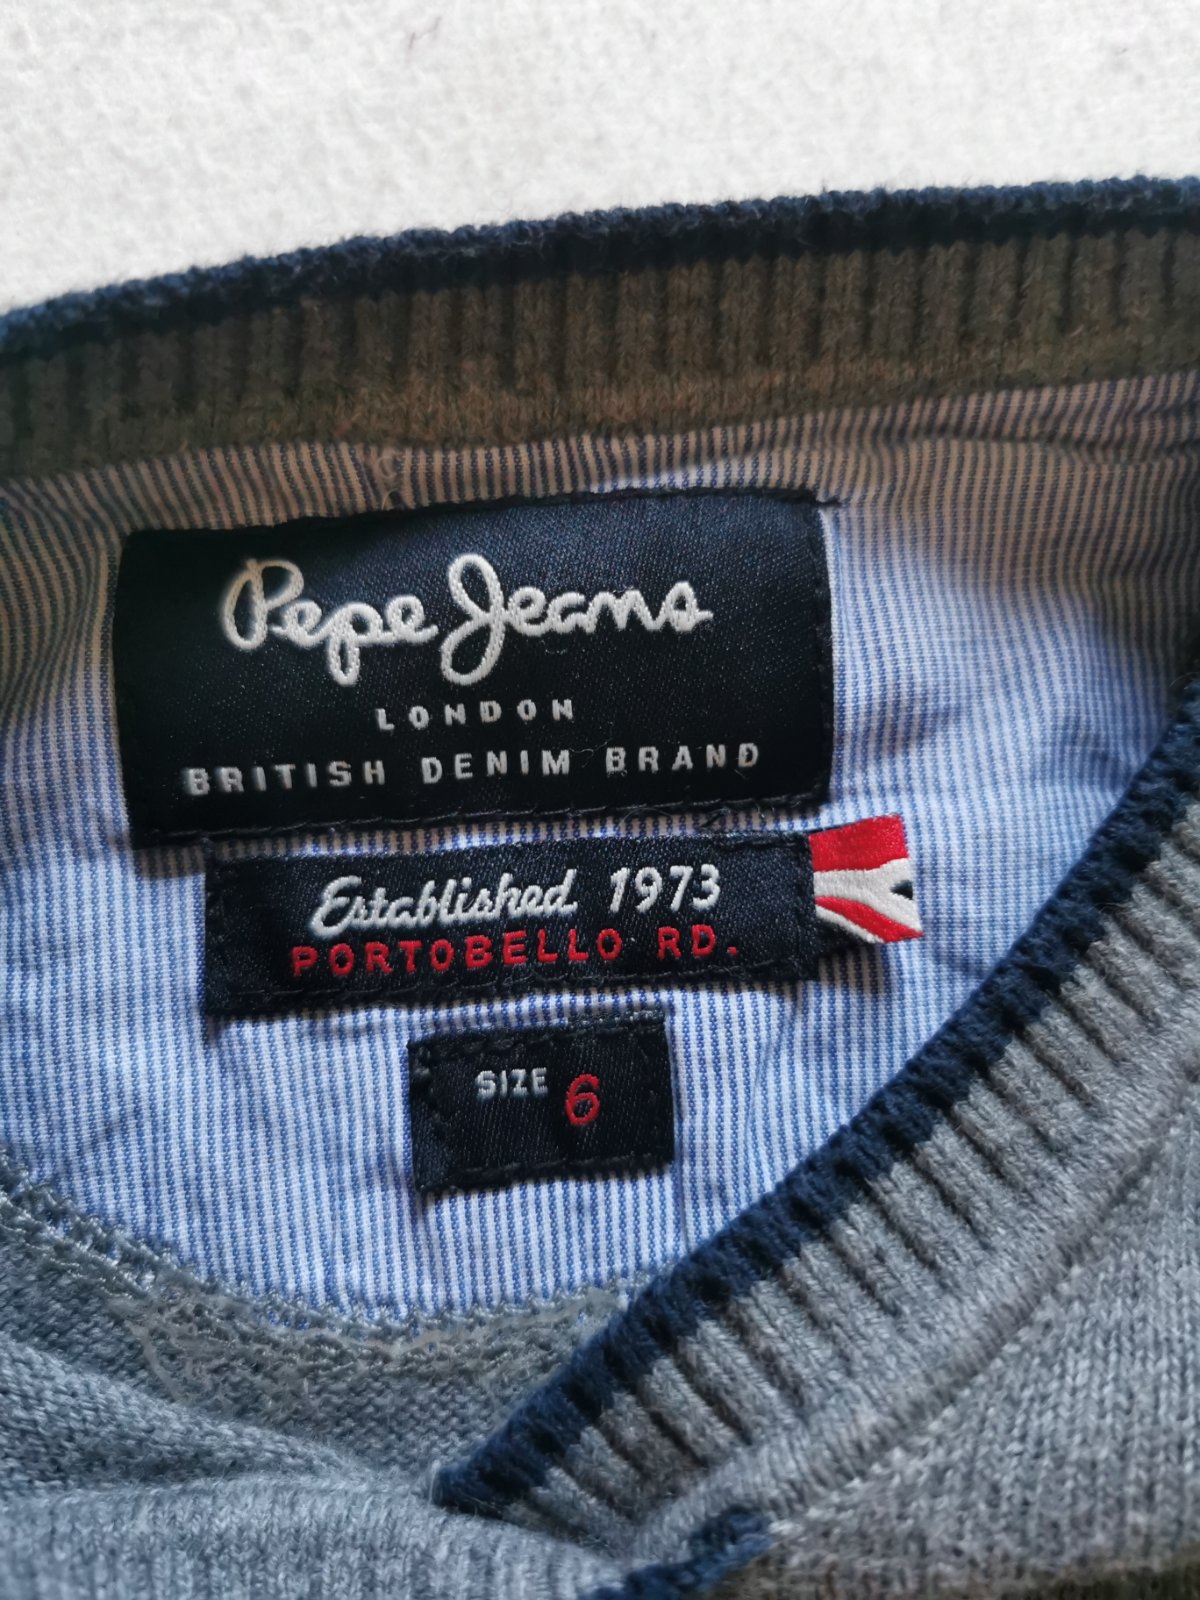 Pepe Jeans
LONDON
BRITISH DENIM BRAND
Established 1973
PORTOBELLO RD.
SIZE 6